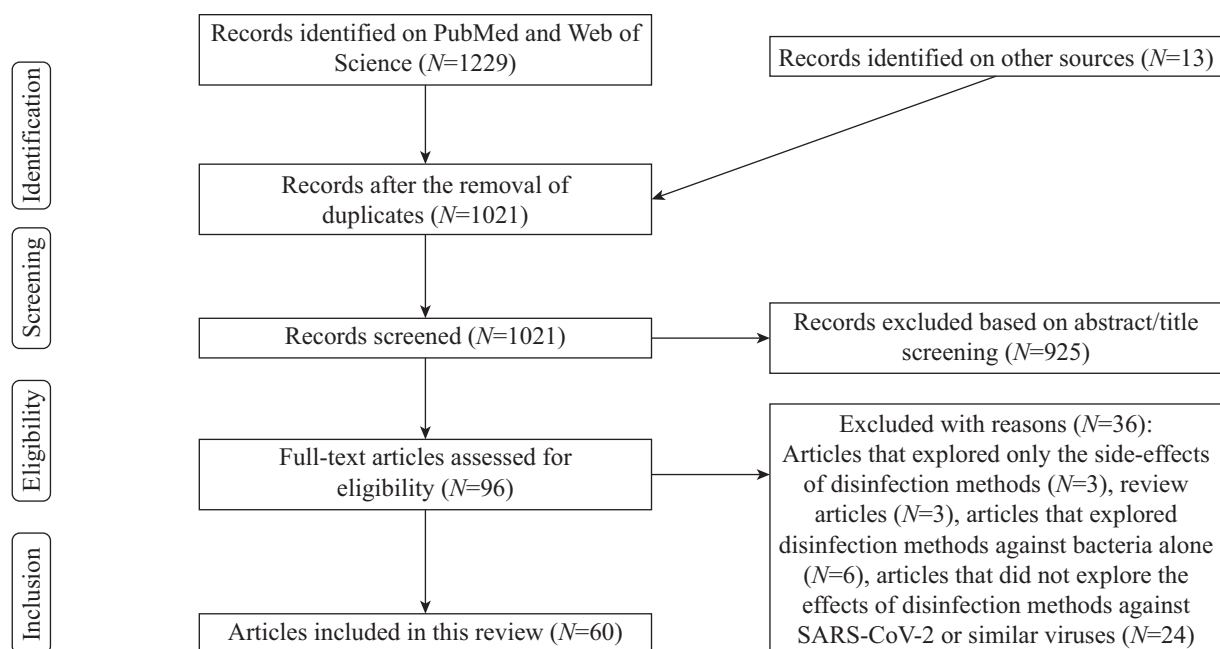 Records identified on PubMed and Web of
Science (N=1229)
Records identified on other sources (N=13)
Identification
Records after the removal of
duplicates (N=1021)
Screening
Records screened (N=1021)
Records excluded based on abstract/title
screening (N=925)
Eligibility
Full-text articles assessed for
eligibility (N=96)
Excluded with reasons (N=36):
Articles that explored only the side-effects
of disinfection methods (N=3), review
articles (N=3), articles that explored
disinfection methods against bacteria alone
(N=6), articles that did not explore the
effects of disinfection methods against
SARS-CoV-2 or similar viruses (N=24)
Inclusion
Articles included in this review (N=60)